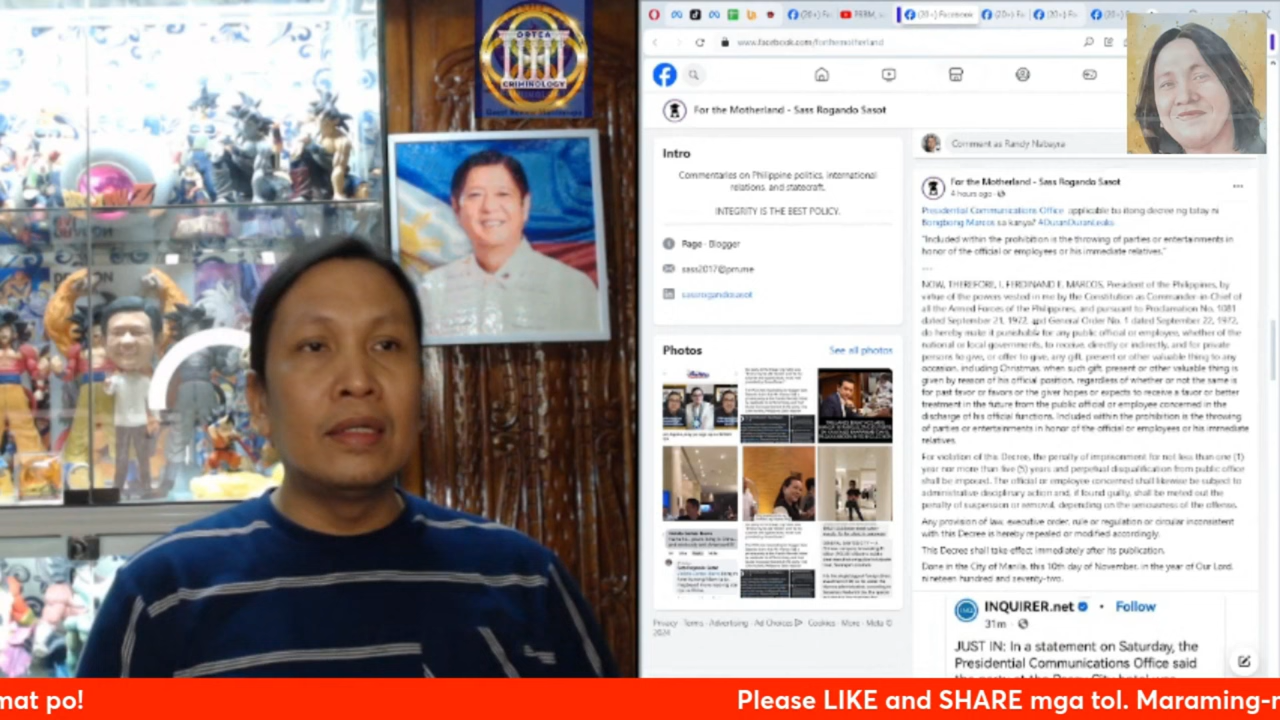 CRIMINOLOGY
www.facebook.com/forthemotherland
For the Motherland - Sass Rogando Sasot
Intro
Commentaries on Philippine politics, international
relations, and statecraft.
INTEGRITY IS THE BEST POLICY.
Page · Blogger
sass2017@prn.me
sassrogandosasot
Photos
See all photos
Privacy · Terms · Advertising · Ad Choices · Cookies · More · Meta ©
2024
Comment as Randy Nabayra
For the Motherland - Sass Rogando Sasot
4 hours ago
Presidential Communications Office applicable ba itong decree ng tatay ni
Bongbong Marcos sa kanya? #DuranDuranLeaks
"Included within the prohibition is the throwing of parties or entertainments in
honor of the official or employees or his immediate relatives."
----
NOW, THEREFORE, I, FERDINAND E. MARCOS, President of the Philippines, by
virtue of the powers vested in me by the Constitution as Commander-in-Chief of
all the Armed Forces of the Philippines, and pursuant to Proclamation No. 1081
dated September 21, 1972, and General Order No. 1 dated September 22, 1972,
do hereby make it punishable for any public official or employee, whether of the
national or local governments, to receive, directly or indirectly, and for private
persons to give, or offer to give, any gift, present or other valuable thing to any
occasion, including Christmas, when such gift, present or other valuable thing is
given by reason of his official position, regardless of whether or not the same is
for past favor or favors or the giver hopes or expects to receive a favor or better
treatment in the future from the public official or employee concerned in the
discharge of his official functions. Included within the prohibition is the throwing
of parties or entertainments in honor of the official or employees or his immediate
relatives.
For violation of this Decree, the penalty of imprisonment for not less than one (1)
year nor more than five (5) years and perpetual disqualification from public office
shall be imposed. The official or employee concerned shall likewise be subject to
administrative disciplinary action and, if found guilty, shall be meted out the
penalty of suspension or removal, depending on the seriousness of the offense.
Any provision of law, executive order, rule or regulation or circular inconsistent
with this Decree is hereby repealed or modified accordingly.
This Decree shall take effect immediately after its publication.
Done in the City of Manila, this 10th day of November, in the year of Our Lord,
nineteen hundred and seventy-two.
INQUIRER.net · Follow
31m ·
JUST IN: In a statement on Saturday, the
Presidential Communications Office said
mat po!
Please LIKE and SHARE mga tol. Maraming-